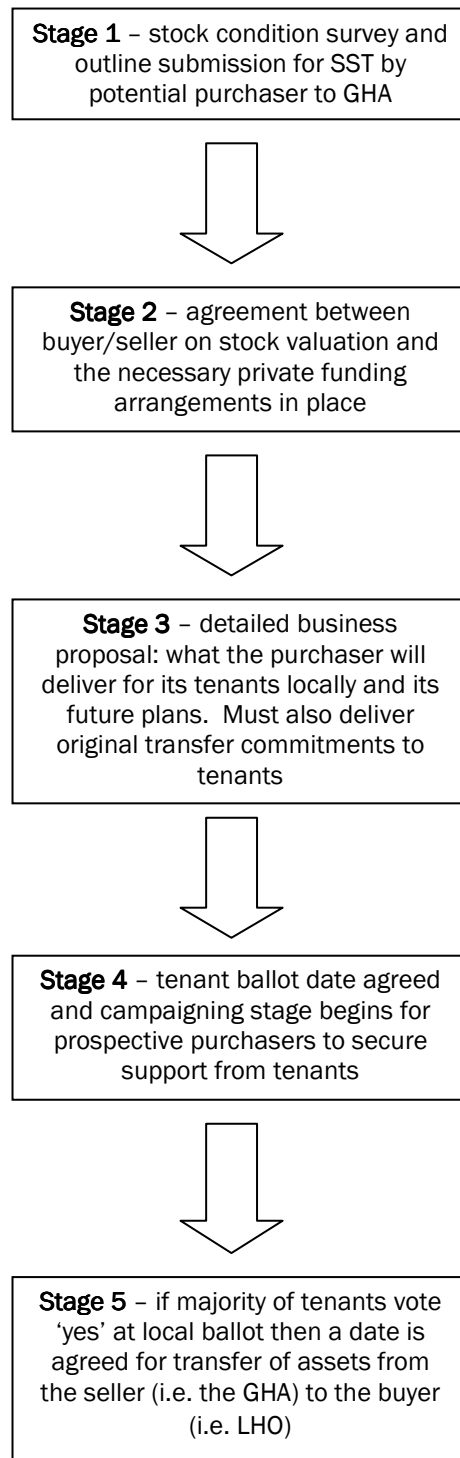 Stage 1 – stock condition survey and
outline submission for SST by
potential purchaser to GHA
Stage 2 – agreement between
buyer/seller on stock valuation and
the necessary private funding
arrangements in place
Stage 3 – detailed business
proposal: what the purchaser will
deliver for its tenants locally and its
future plans.  Must also deliver
original transfer commitments to
tenants
Stage 4 – tenant ballot date agreed
and campaigning stage begins for
prospective purchasers to secure
support from tenants
Stage 5 – if majority of tenants vote
‘yes’ at local ballot then a date is
agreed for transfer of assets from
the seller (i.e. the GHA) to the buyer
(i.e. LHO)